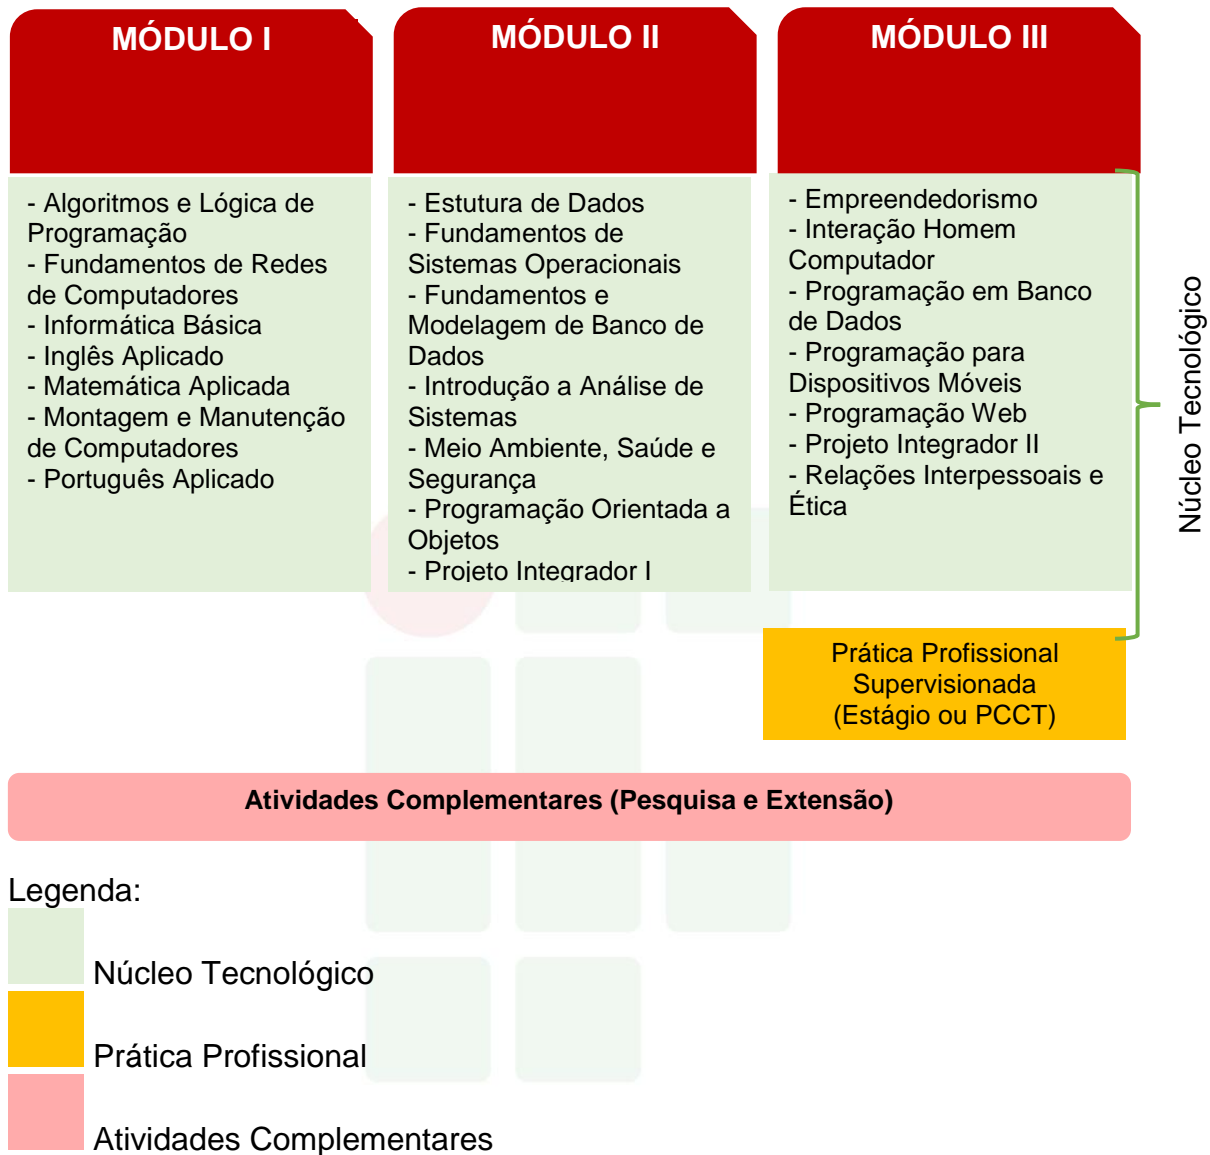 MÓDULO I
- Algoritmos e Lógica de
Programação
- Fundamentos de Redes
de Computadores
- Informática Básica
- Inglês Aplicado
- Matemática Aplicada
- Montagem e Manutenção
de Computadores
- Português Aplicado
MÓDULO II
- Estutura de Dados
- Fundamentos de
Sistemas Operacionais
- Fundamentos e
Modelagem de Banco de
Dados
- Introdução a Análise de
Sistemas
- Meio Ambiente, Saúde e
Segurança
- Programação Orientada a
Objetos
- Projeto Integrador I
MÓDULO III
- Empreendedorismo
- Interação Homem
Computador
- Programação em Banco
de Dados
- Programação para
Dispositivos Móveis
- Programação Web
- Projeto Integrador II
- Relações Interpessoais e
Ética
Núcleo Tecnológico
Prática Profissional
Supervisionada
(Estágio ou PCCT)
Atividades Complementares (Pesquisa e Extensão)
Legenda:
Núcleo Tecnológico
Prática Profissional
Atividades Complementares